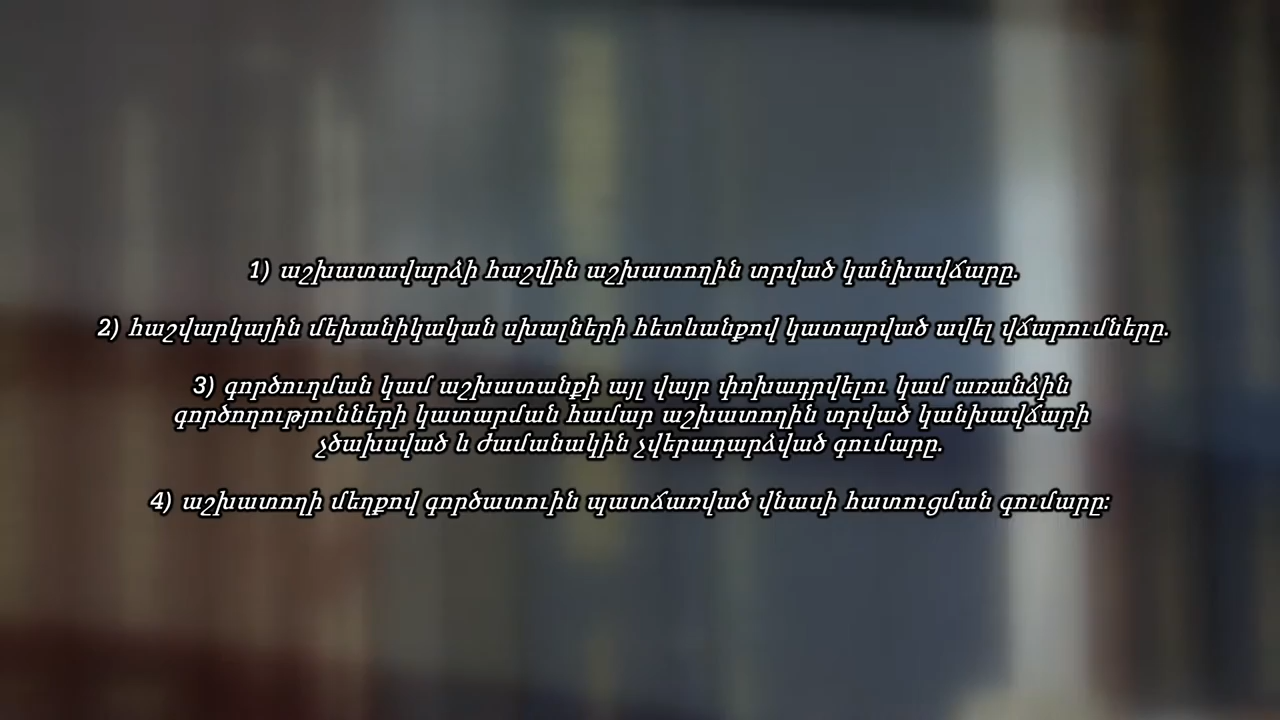 1) աշխատավարձի հաշվին աշխատողին տրված կանխավճարը.
2) հաշվարկային մեխանիկական սխալների հետևանքով կատարված ավել վճարումները.
3) գործուղման կամ աշխատանքի այլ վայր փոխադրվելու կամ առանձին
գործողությունների կատարման համար աշխատողին տրված կանխավճարի
չծախսված և ժամանակին չվերադարձված գումարը.
4) աշխատողի մեղքով գործատուին պատճառված վնասի հատուցման գումարը: